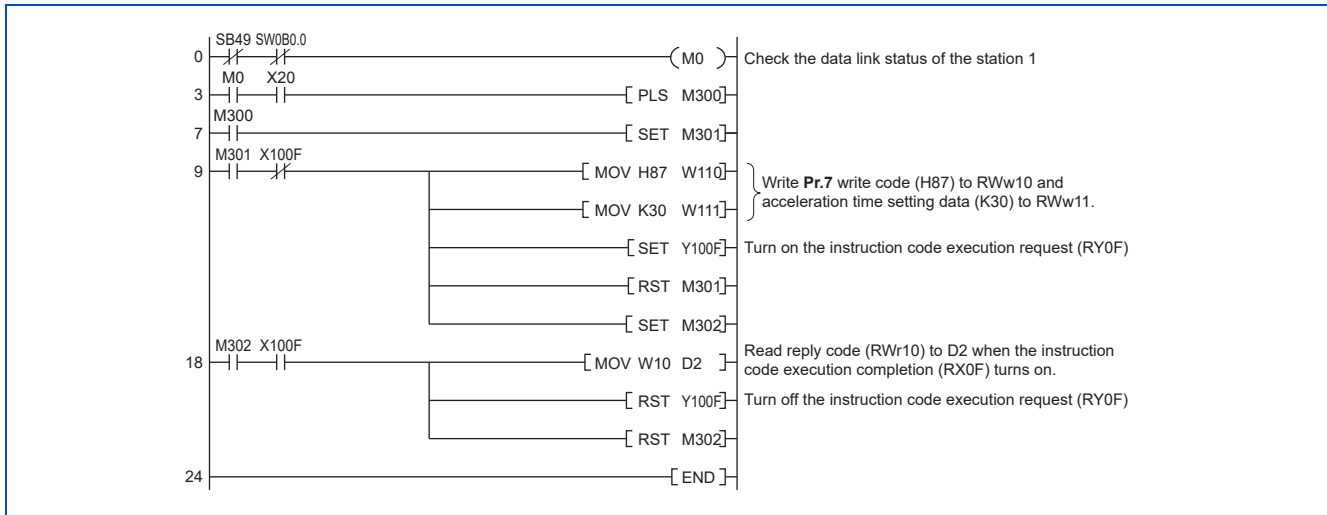 SB49 SW0B0.0
0 ( M0 ) Check the data link status of the station 1
M0 X20
3 [ PLS M300]
M300
7 [ SET M301]
M301 X100F
9 [ MOV H87 W110]
Write Pr.7 write code (H87) to RWw10 and
acceleration time setting data (K30) to RWw11.
[ MOV K30 W111]
[ SET Y100F] Turn on the instruction code execution request (RY0F)
[ RST M301]
[ SET M302]
M302 X100F
18 [ MOV W10 D2 ] Read reply code (RWr10) to D2 when the instruction
code execution completion (RX0F) turns on.
[ RST Y100F] Turn off the instruction code execution request (RY0F)
[ RST M302]
24 [ END ]